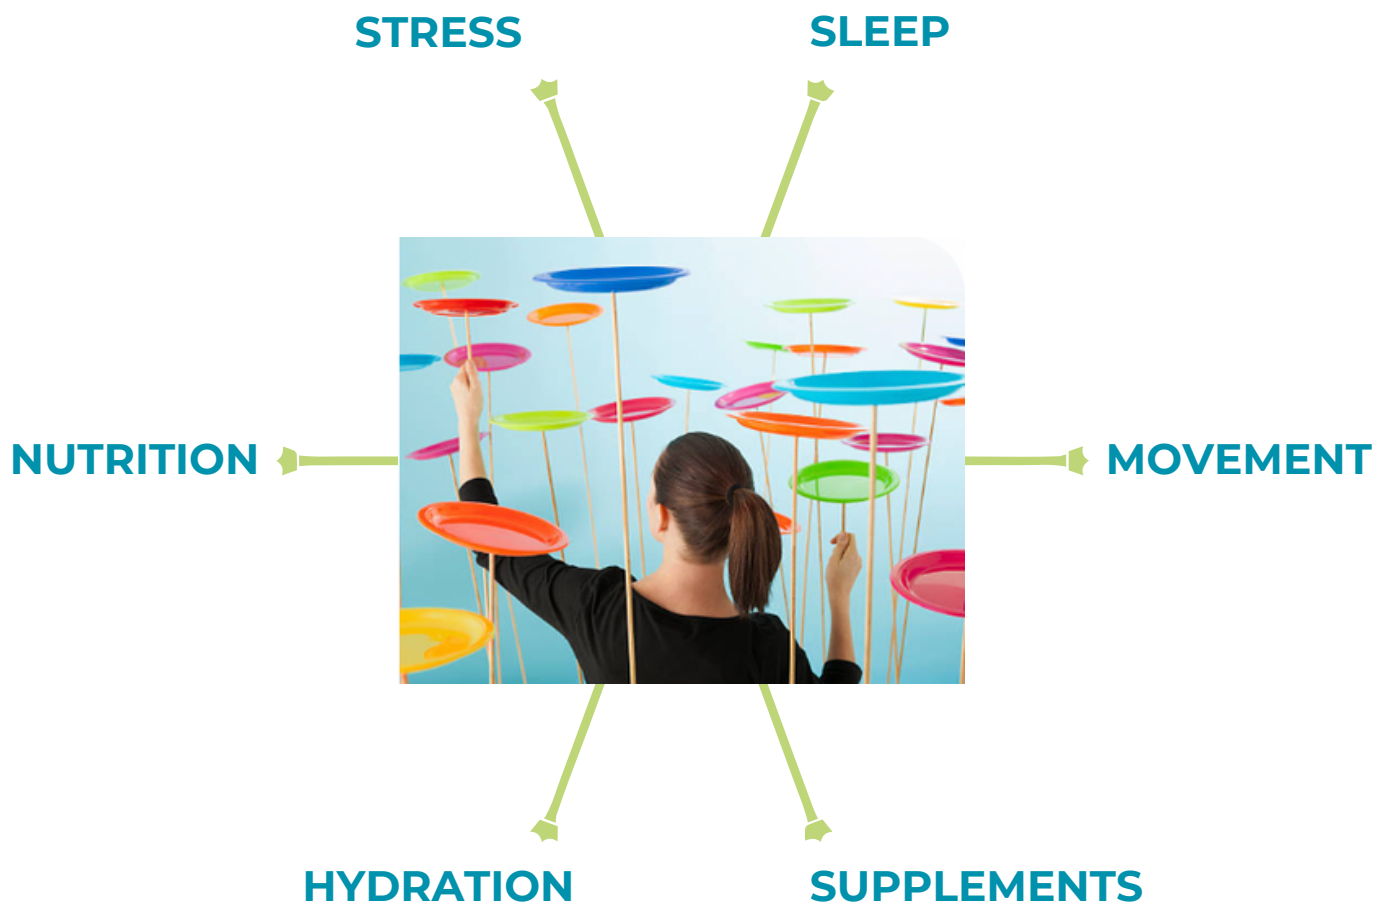 STRESS
SLEEP
NUTRITION
MOVEMENT
HYDRATION
SUPPLEMENTS